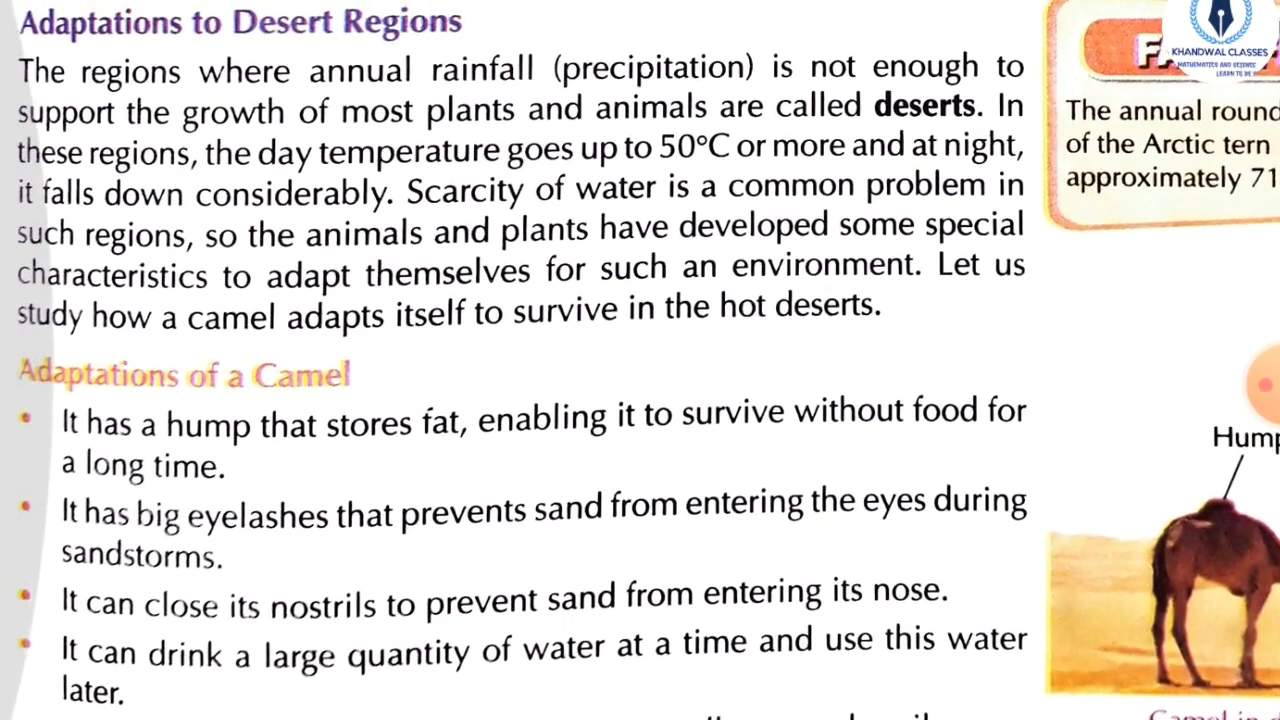 Adaptations to Desert Regions
The regions where annual rainfall (precipitation) is not enough to
support the growth of most plants and animals are called deserts. In
these regions, the day temperature goes up to 50°C or more and at night,
it falls down considerably. Scarcity of water is a common problem in
such regions, so the animals and plants have developed some special
characteristics to adapt themselves for such an environment. Let us
study how a camel adapts itself to survive in the hot deserts.
Adaptations of a Camel
• It has a hump that stores fat, enabling it to survive without food for
a long time.
• It has big eyelashes that prevents sand from entering the eyes during
sandstorms.
• It can close its nostrils to prevent sand from entering its nose.
• It can drink a large quantity of water at a time and use this water
later.
KHANDWAL CLASSES
MATHEMATICS AND SCIENCE
LEARN TO BE
The annual round
of the Arctic tern
approximately 71
Hump